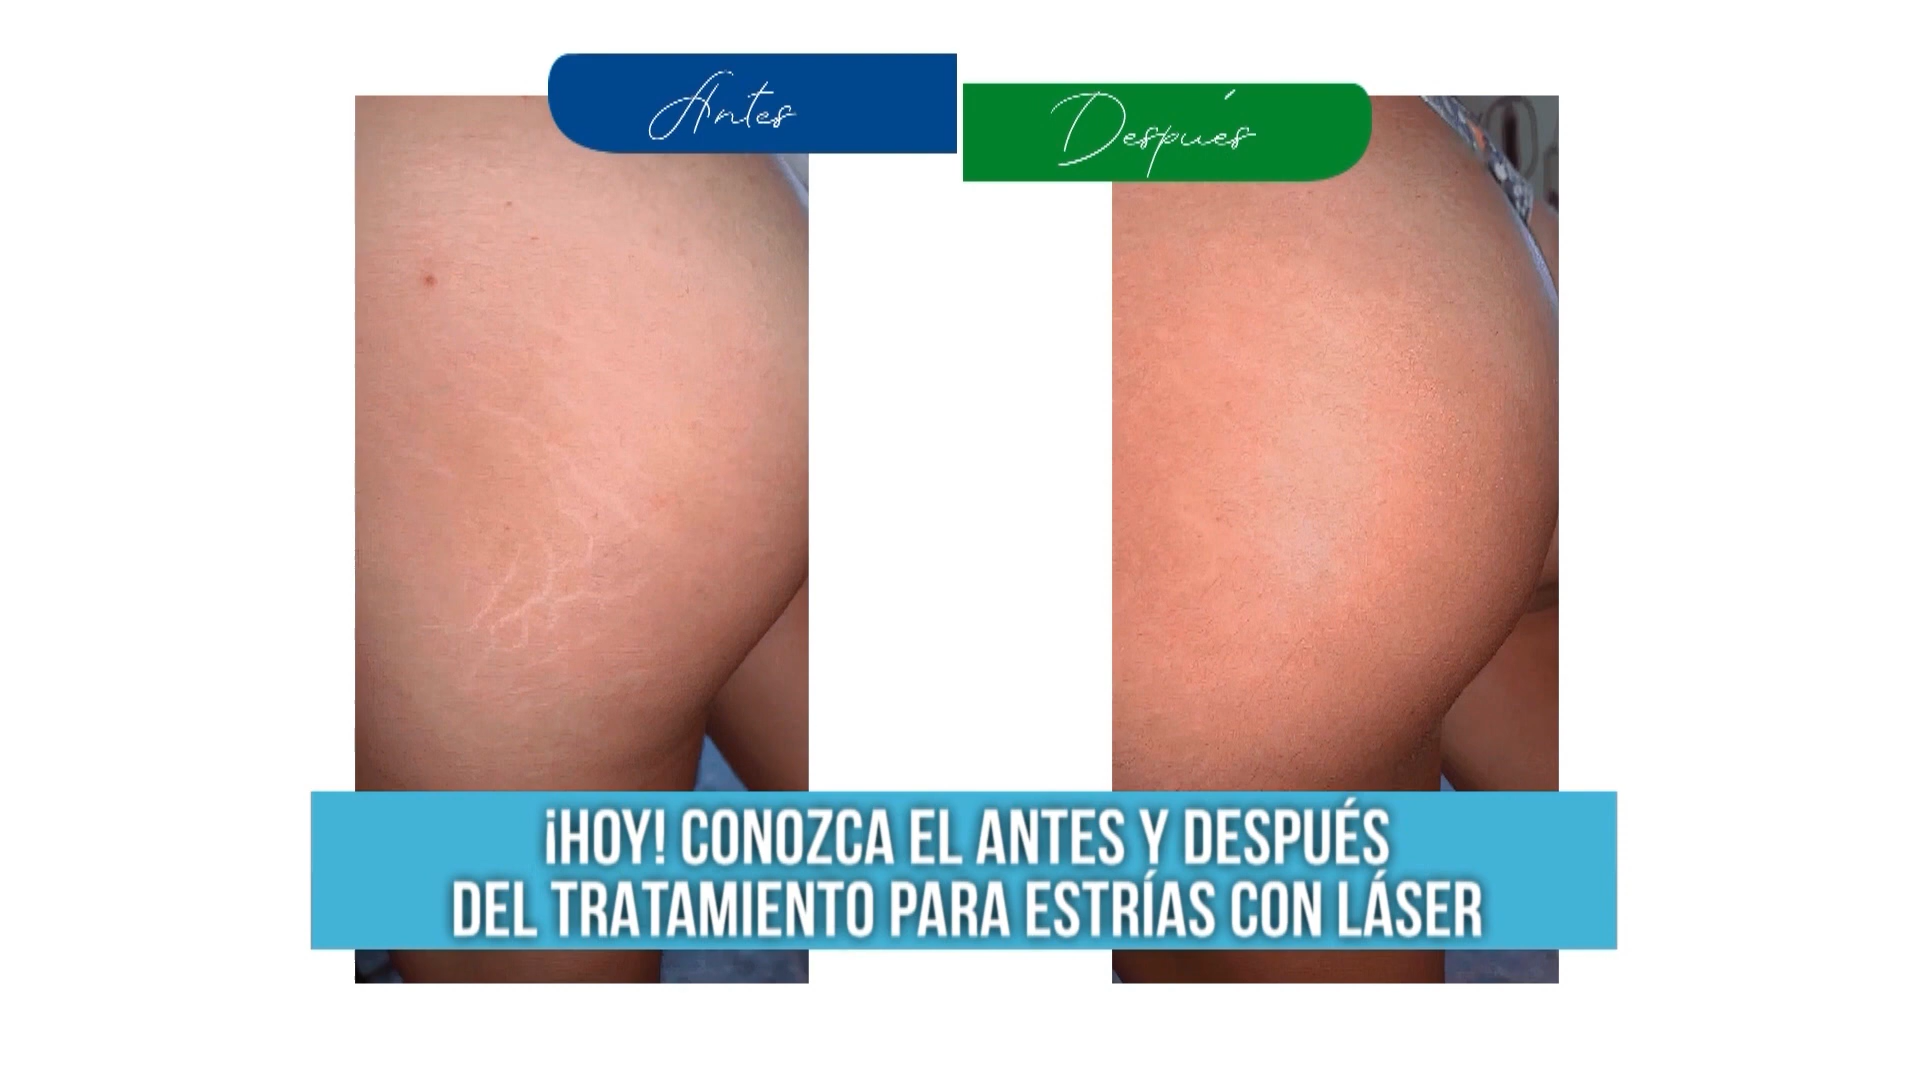 Antes
Después
¡HOY! CONOZCA EL ANTES Y DESPUÉS
DEL TRATAMIENTO PARA ESTRÍAS CON LÁSER